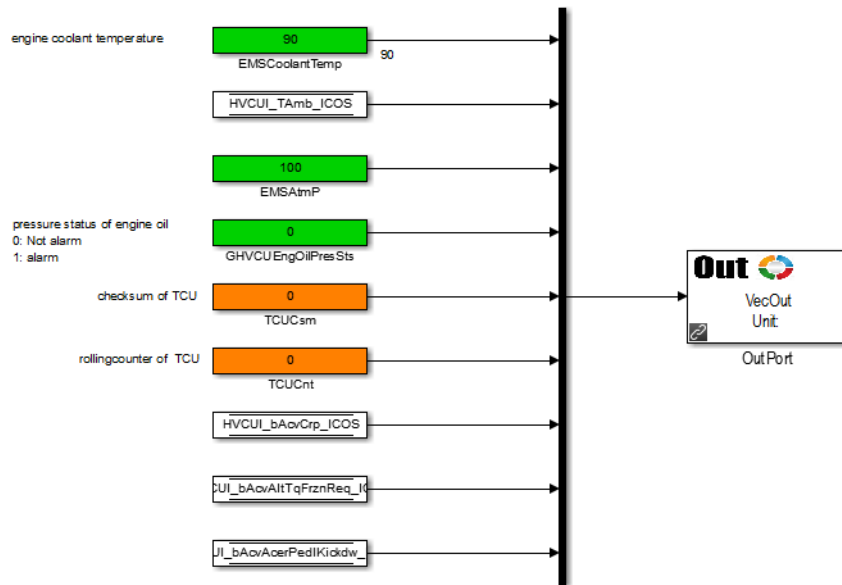 engine coolant temperature
90
90
EMSCoolantTemp
HVCUI_TAmb_ICOS
100
EMSAtmP
pressure status of engine oil
0: Not alarm
1: alarm
0
GHVCUEngOilPresSts
checksum of TCU
0
TCUCsm
rollingcounter of TCU
0
TCUCnt
HVCUI_bAcvCrp_ICOS
CUI_bAcvAltTqFrznReq_IC
UI_bAcvAcerPedlKickdw_
Out
VecOut
Unit:
OutPort